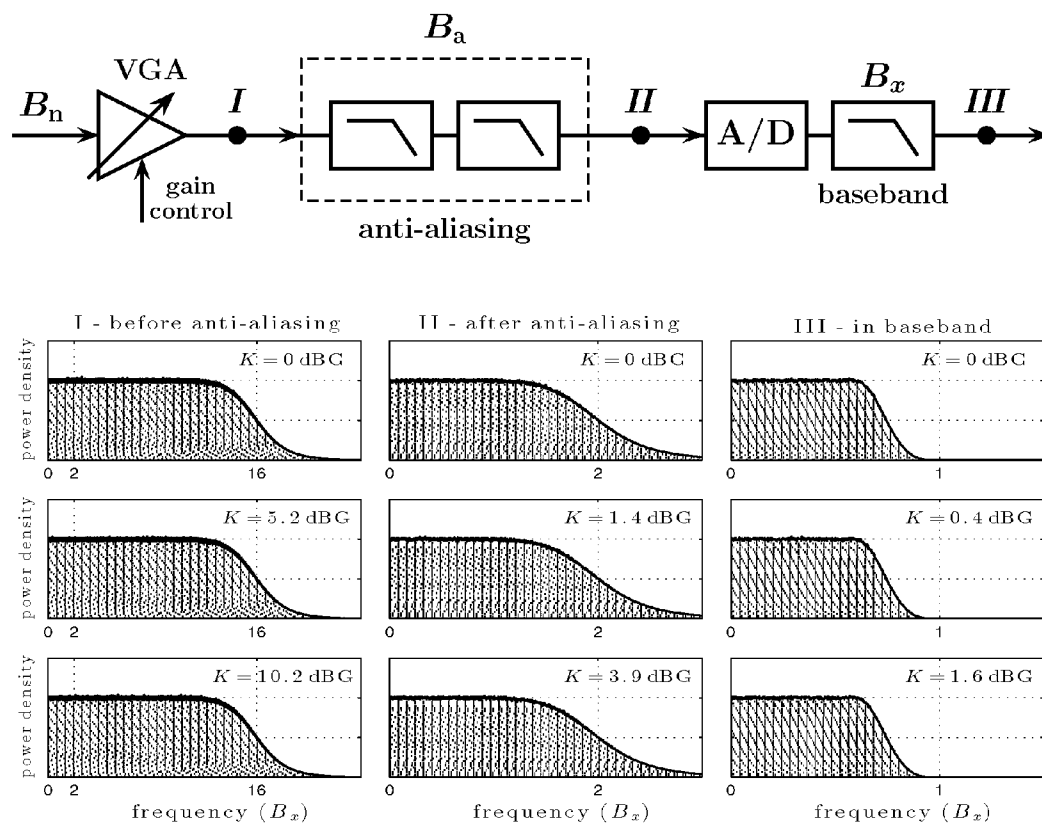 B_a
VGA
B_n
I
II
B_x
III
A/D
gain
control
baseband
anti-aliasing
I - before anti-aliasing
II - after anti-aliasing
III - in baseband
power density
K = 0 dBG
0 2 16
K = 0 dBG
0 2
K = 0 dBG
0 1
power density
K = 5.2 dBG
0 2 16
K = 1.4 dBG
0 2
K = 0.4 dBG
0 1
power density
K = 10.2 dBG
0 2 16
K = 3.9 dBG
0 2
K = 1.6 dBG
0 1
frequency (B_x)
frequency (B_x)
frequency (B_x)